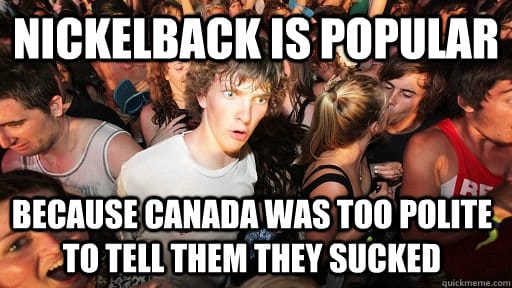 NICKELBACK IS POPULAR
BECAUSE CANADA WAS TOO POLITE
TO TELL THEM THEY SUCKED
quickmeme.com